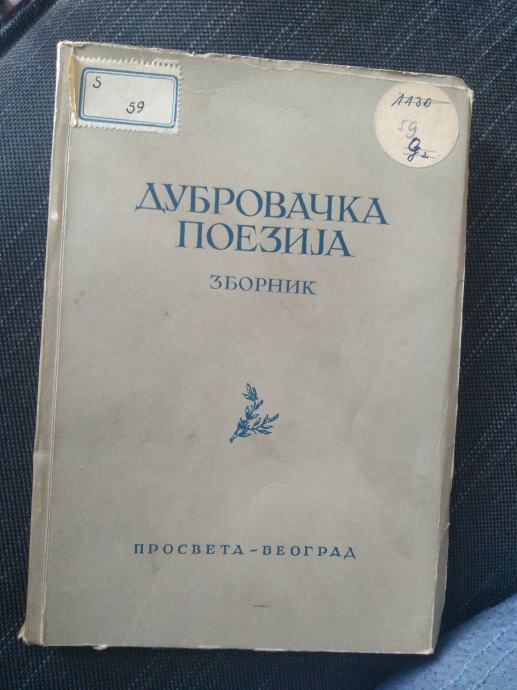 S
59
1130
59
ДУБРОВАЧКА
ПОЕЗИЈА
ЗБОРНИК
ПРОСВЕТА - БЕОГРАД